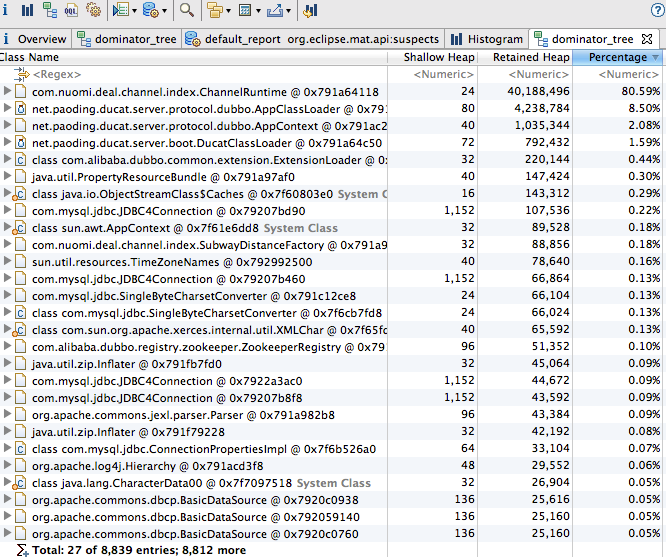 i OQL
i Overview dominator_tree default_report org.eclipse.mat.api:suspects Histogram dominator_tree
Class Name Shallow Heap Retained Heap Percentage
<Regex> <Numeric> <Numeric> <Numeric>
com.nuomi.deal.channel.index.ChannelRuntime @ 0x791a64118 24 40,188,496 80.59%
net.paoding.ducat.server.protocol.dubbo.AppClassLoader @ 0x791 80 4,238,784 8.50%
net.paoding.ducat.server.protocol.dubbo.AppContext @ 0x791ac2 40 1,035,344 2.08%
net.paoding.ducat.server.boot.DucatClassLoader @ 0x791a64c50 72 792,432 1.59%
class com.alibaba.dubbo.common.extension.ExtensionLoader @ 0x 32 220,144 0.44%
java.util.PropertyResourceBundle @ 0x791a97af0 40 147,424 0.30%
class java.io.ObjectStreamClass$Caches @ 0x7f60803e0 System C 16 143,312 0.29%
com.mysql.jdbc.JDBC4Connection @ 0x79207bd90 1,152 107,536 0.22%
class sun.awt.AppContext @ 0x7f61e6dd8 System Class 32 89,528 0.18%
com.nuomi.deal.channel.index.SubwayDistanceFactory @ 0x791a9 32 88,856 0.18%
sun.util.resources.TimeZoneNames @ 0x792992500 40 78,640 0.16%
com.mysql.jdbc.JDBC4Connection @ 0x79207b460 1,152 66,864 0.13%
com.mysql.jdbc.SingleByteCharsetConverter @ 0x791c12ce8 24 66,104 0.13%
class com.mysql.jdbc.SingleByteCharsetConverter @ 0x7f6cb7fd8 24 66,024 0.13%
class com.sun.org.apache.xerces.internal.util.XMLChar @ 0x7f65fc 40 65,592 0.13%
com.alibaba.dubbo.registry.zookeeper.ZookeeperRegistry @ 0x79 96 51,352 0.10%
java.util.zip.Inflater @ 0x791fb7fd0 32 45,064 0.09%
com.mysql.jdbc.JDBC4Connection @ 0x7922a3ac0 1,152 44,672 0.09%
com.mysql.jdbc.JDBC4Connection @ 0x79207b8f8 1,152 43,592 0.09%
org.apache.commons.jexl.parser.Parser @ 0x791a982b8 96 43,384 0.09%
java.util.zip.Inflater @ 0x791f79228 32 42,192 0.08%
class com.mysql.jdbc.ConnectionPropertiesImpl @ 0x7f6b526a0 64 33,104 0.07%
org.apache.log4j.Hierarchy @ 0x791acd3f8 48 29,552 0.06%
class java.lang.CharacterData00 @ 0x7f7097518 System Class 32 26,904 0.05%
org.apache.commons.dbcp.BasicDataSource @ 0x7920c0938 136 25,616 0.05%
org.apache.commons.dbcp.BasicDataSource @ 0x792059140 136 25,160 0.05%
org.apache.commons.dbcp.BasicDataSource @ 0x7920c0760 136 25,160 0.05%
Total: 27 of 8,839 entries; 8,812 more